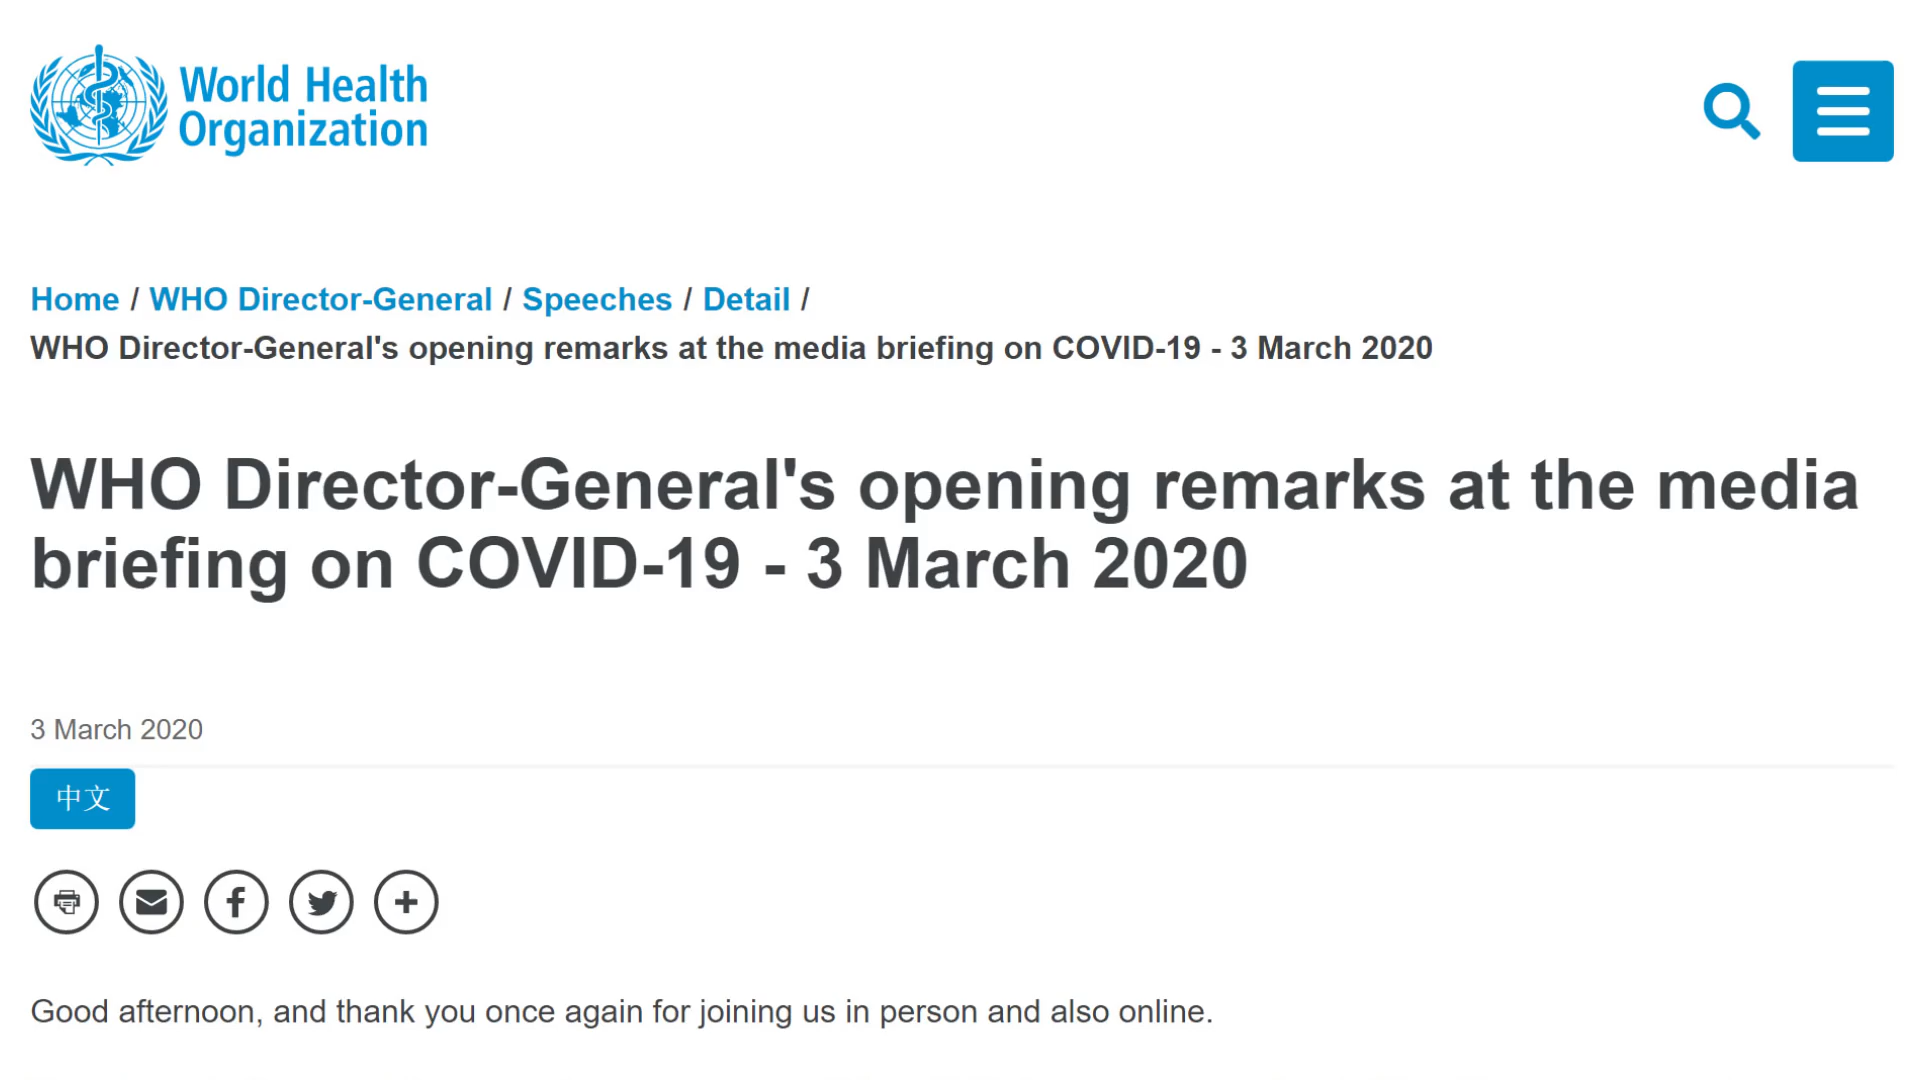 World Health
Organization
Home / WHO Director-General / Speeches / Detail /
WHO Director-General's opening remarks at the media briefing on COVID-19 - 3 March 2020
WHO Director-General's opening remarks at the media
briefing on COVID-19 - 3 March 2020
3 March 2020
中文
Good afternoon, and thank you once again for joining us in person and also online.